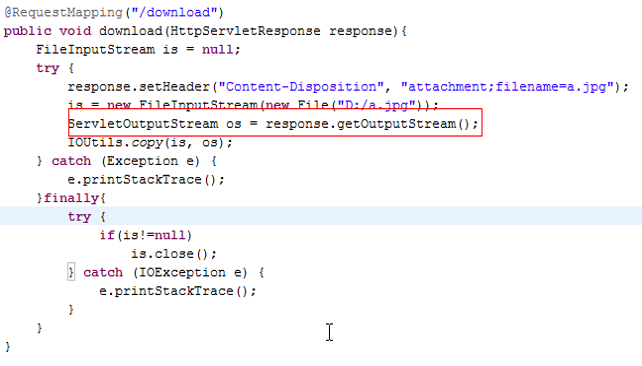 @RequestMapping("/download")
public void download(HttpServletResponse response){
    FileInputStream is = null;
    try {
        response.setHeader("Content-Disposition", "attachment;filename=a.jpg");
        is = new FileInputStream(new File("D:/a.jpg"));
        ServletOutputStream os = response.getOutputStream();
        IOUtils.copy(is, os);
    } catch (Exception e) {
        e.printStackTrace();
    }finally{
        try {
            if(is!=null)
                is.close();
        } catch (IOException e) {
            e.printStackTrace();
        }
    }
}